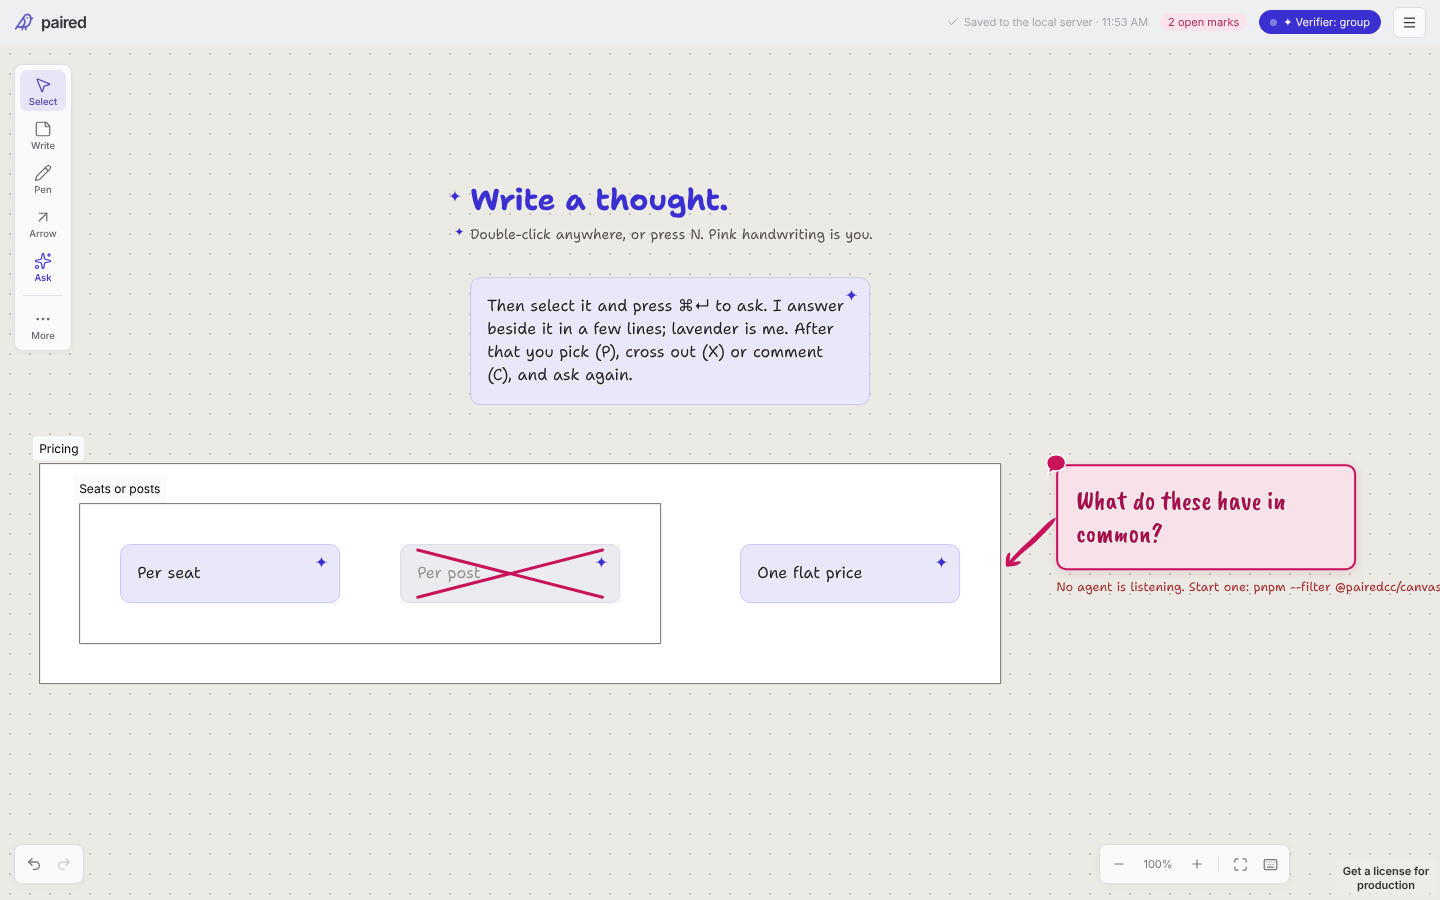 paired
Saved to the local server · 11:53 AM
2 open marks
Verifier: group
Select
Write
Pen
Arrow
Ask
More
Write a thought.
Double-click anywhere, or press N. Pink handwriting is you.
Then select it and press ⌘↵ to ask. I answer
beside it in a few lines; lavender is me. After
that you pick (P), cross out (X) or comment
(C), and ask again.
Pricing
Seats or posts
Per seat
Per post
One flat price
What do these have in
common?
No agent is listening. Start one: pnpm --filter @pairedcc/canvas
100%
Get a license for
production